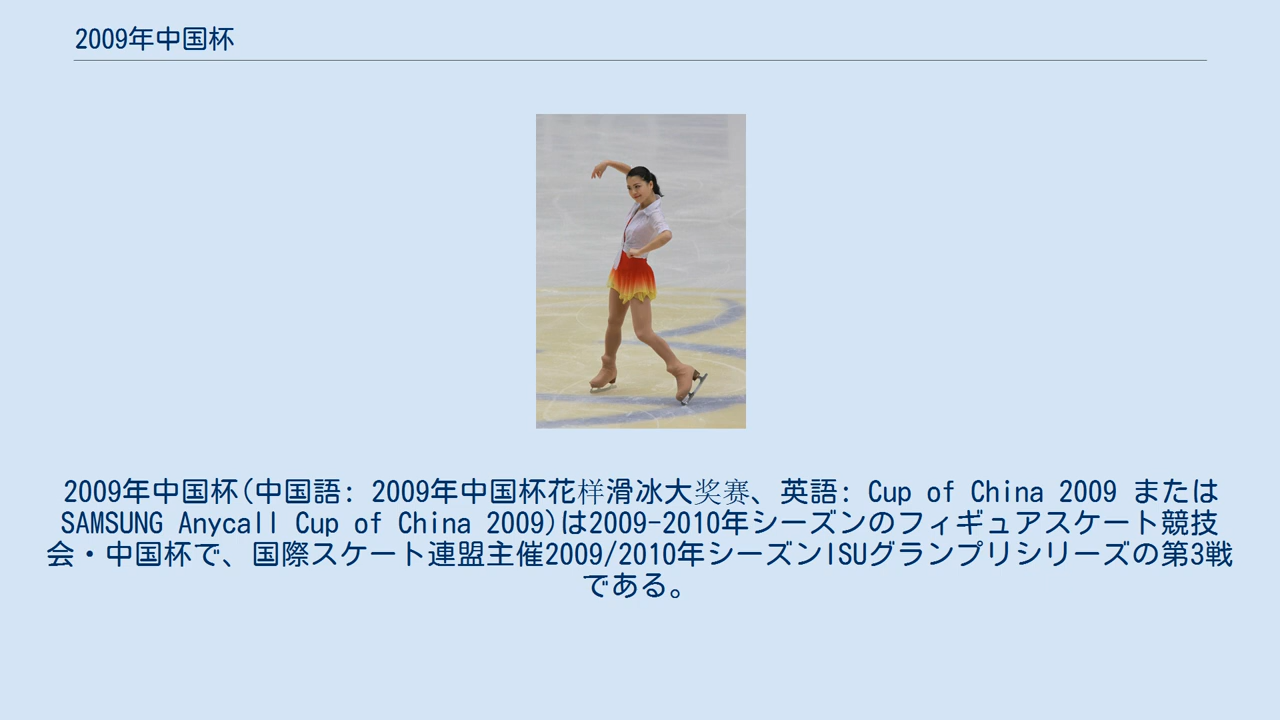 2009年中国杯
2009年中国杯(中国語: 2009年中国杯花样滑冰大奖赛、英語: Cup of China 2009 または
SAMSUNG Anycall Cup of China 2009)は2009-2010年シーズンのフィギュアスケート競技
会・中国杯で、国際スケート連盟主催2009/2010年シーズンISUグランプリシリーズの第3戦
である。